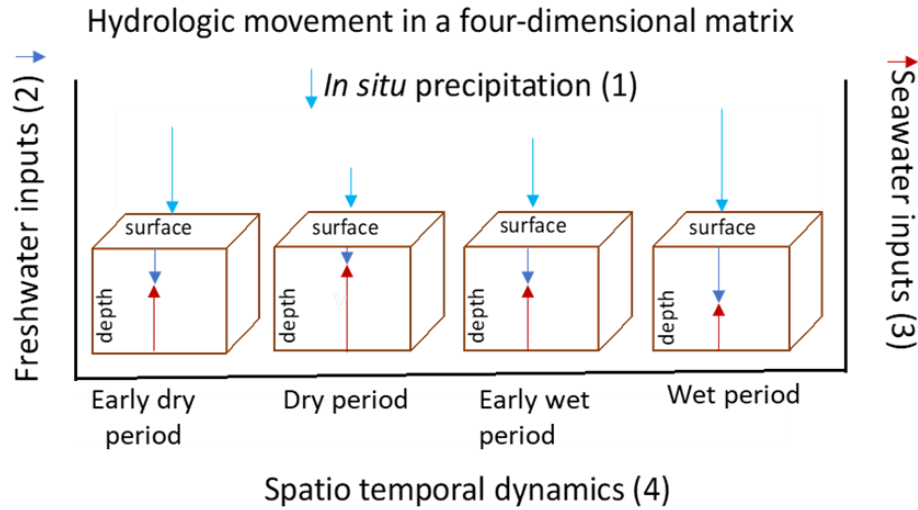 Hydrologic movement in a four-dimensional matrix
Freshwater inputs (2)
In situ precipitation (1)
Seawater inputs (3)
surface
surface
surface
surface
depth
depth
depth
depth
Early dry
period
Dry period
Early wet
period
Wet period
Spatio temporal dynamics (4)